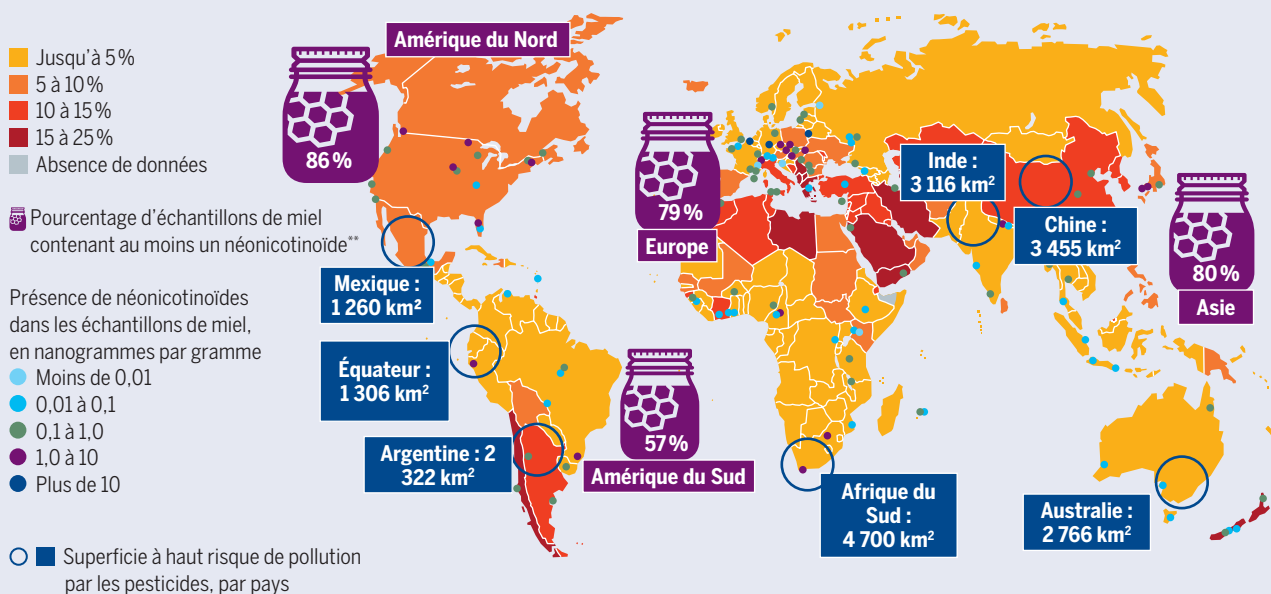 Jusqu'à 5 %
5 à 10 %
10 à 15 %
15 à 25 %
Absence de données
Pourcentage d'échantillons de miel
contenant au moins un néonicotinoïde**
Présence de néonicotinoïdes
dans les échantillons de miel,
en nanogrammes par gramme
Moins de 0,01
0,01 à 0,1
0,1 à 1,0
1,0 à 10
Plus de 10
Superficie à haut risque de pollution
par les pesticides, par pays
Amérique du Nord
86 %
Mexique :
1 260 km²
Équateur :
1 306 km²
Argentine : 2
322 km²
57 %
Amérique du Sud
79 %
Europe
Afrique du
Sud :
4 700 km²
Inde :
3 116 km²
Chine :
3 455 km²
80 %
Asie
Australie :
2 766 km²